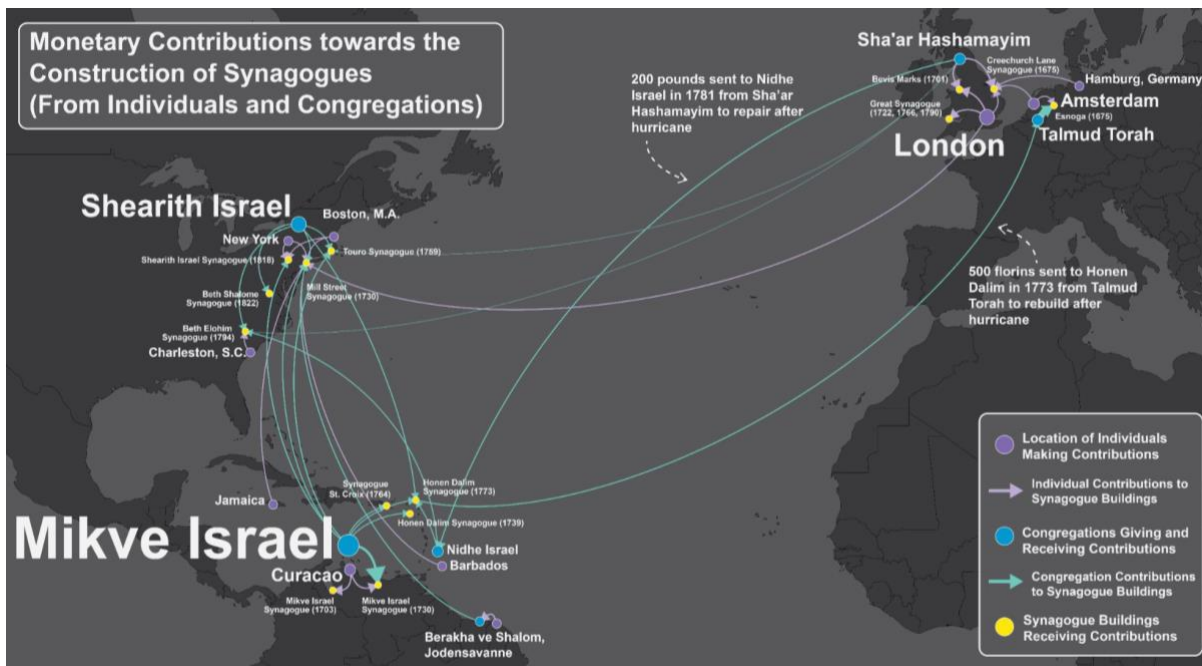 Monetary Contributions towards the
Construction of Synagogues
(From Individuals and Congregations)
Sha'ar Hashamayim
Creechurch Lane
Synagogue (1675)
Bevis Marks (1701)
Hamburg, Germany
Great Synagogue
(1722, 1766, 1790)
Amsterdam
Esnoga (1675)
London
Talmud Torah
200 pounds sent to Nidhe
Israel in 1781 from Sha'ar
Hashamayim to repair after
hurricane
500 florins sent to Honen
Dalim in 1773 from Talmud
Torah to rebuild after
hurricane
Shearith Israel
Boston, M.A.
New York
Touro Synagogue (1769)
Shearith Israel Synagogue (1818)
Mill Street
Synagogue (1730)
Beth Shalome
Synagogue (1822)
Beth Elohim
Synagogue (1794)
Charleston, S.C.
Jamaica
Synagogue
St. Croix (1764)
Honen Dalim
Synagogue (1773)
Honen Dalim Synagogue (1739)
Mikve Israel
Nidhe Israel
Barbados
Curacao
Mikve Israel
Synagogue (1703)
Mikve Israel
Synagogue (1730)
Berakha ve Shalom,
Jodensavanne
Location of Individuals
Making Contributions
Individual Contributions to
Synagogue Buildings
Congregations Giving and
Receiving Contributions
Congregation Contributions
to Synagogue Buildings
Synagogue Buildings
Receiving Contributions